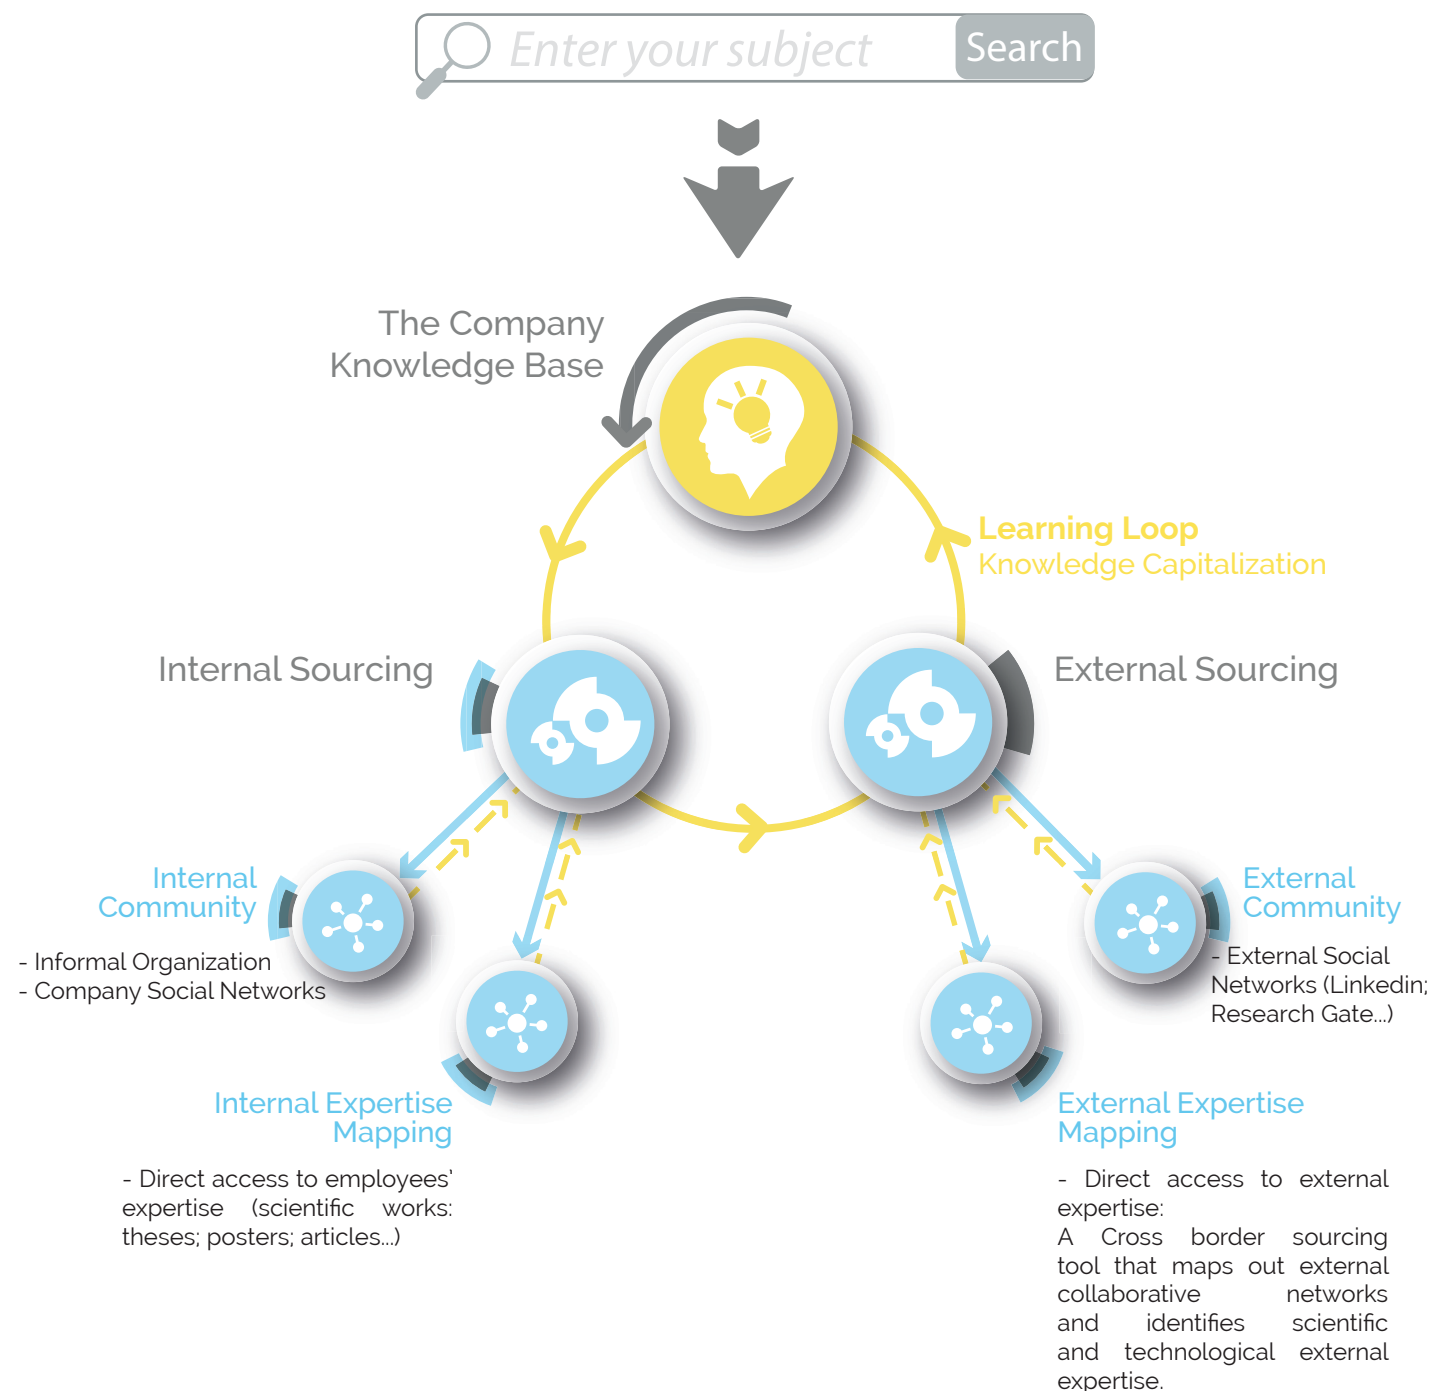 Enter your subject
Search
The Company
Knowledge Base
Learning Loop
Knowledge Capitalization
Internal Sourcing
External Sourcing
Internal
Community
- Informal Organization
- Company Social Networks
External
Community
- External Social
Networks (Linkedin;
Research Gate...)
Internal Expertise
Mapping
- Direct access to employees'
expertise (scientific works:
theses; posters; articles...)
External Expertise
Mapping
- Direct access to external
expertise:
A Cross border sourcing
tool that maps out external
collaborative networks
and identifies scientific
and technological external
expertise.